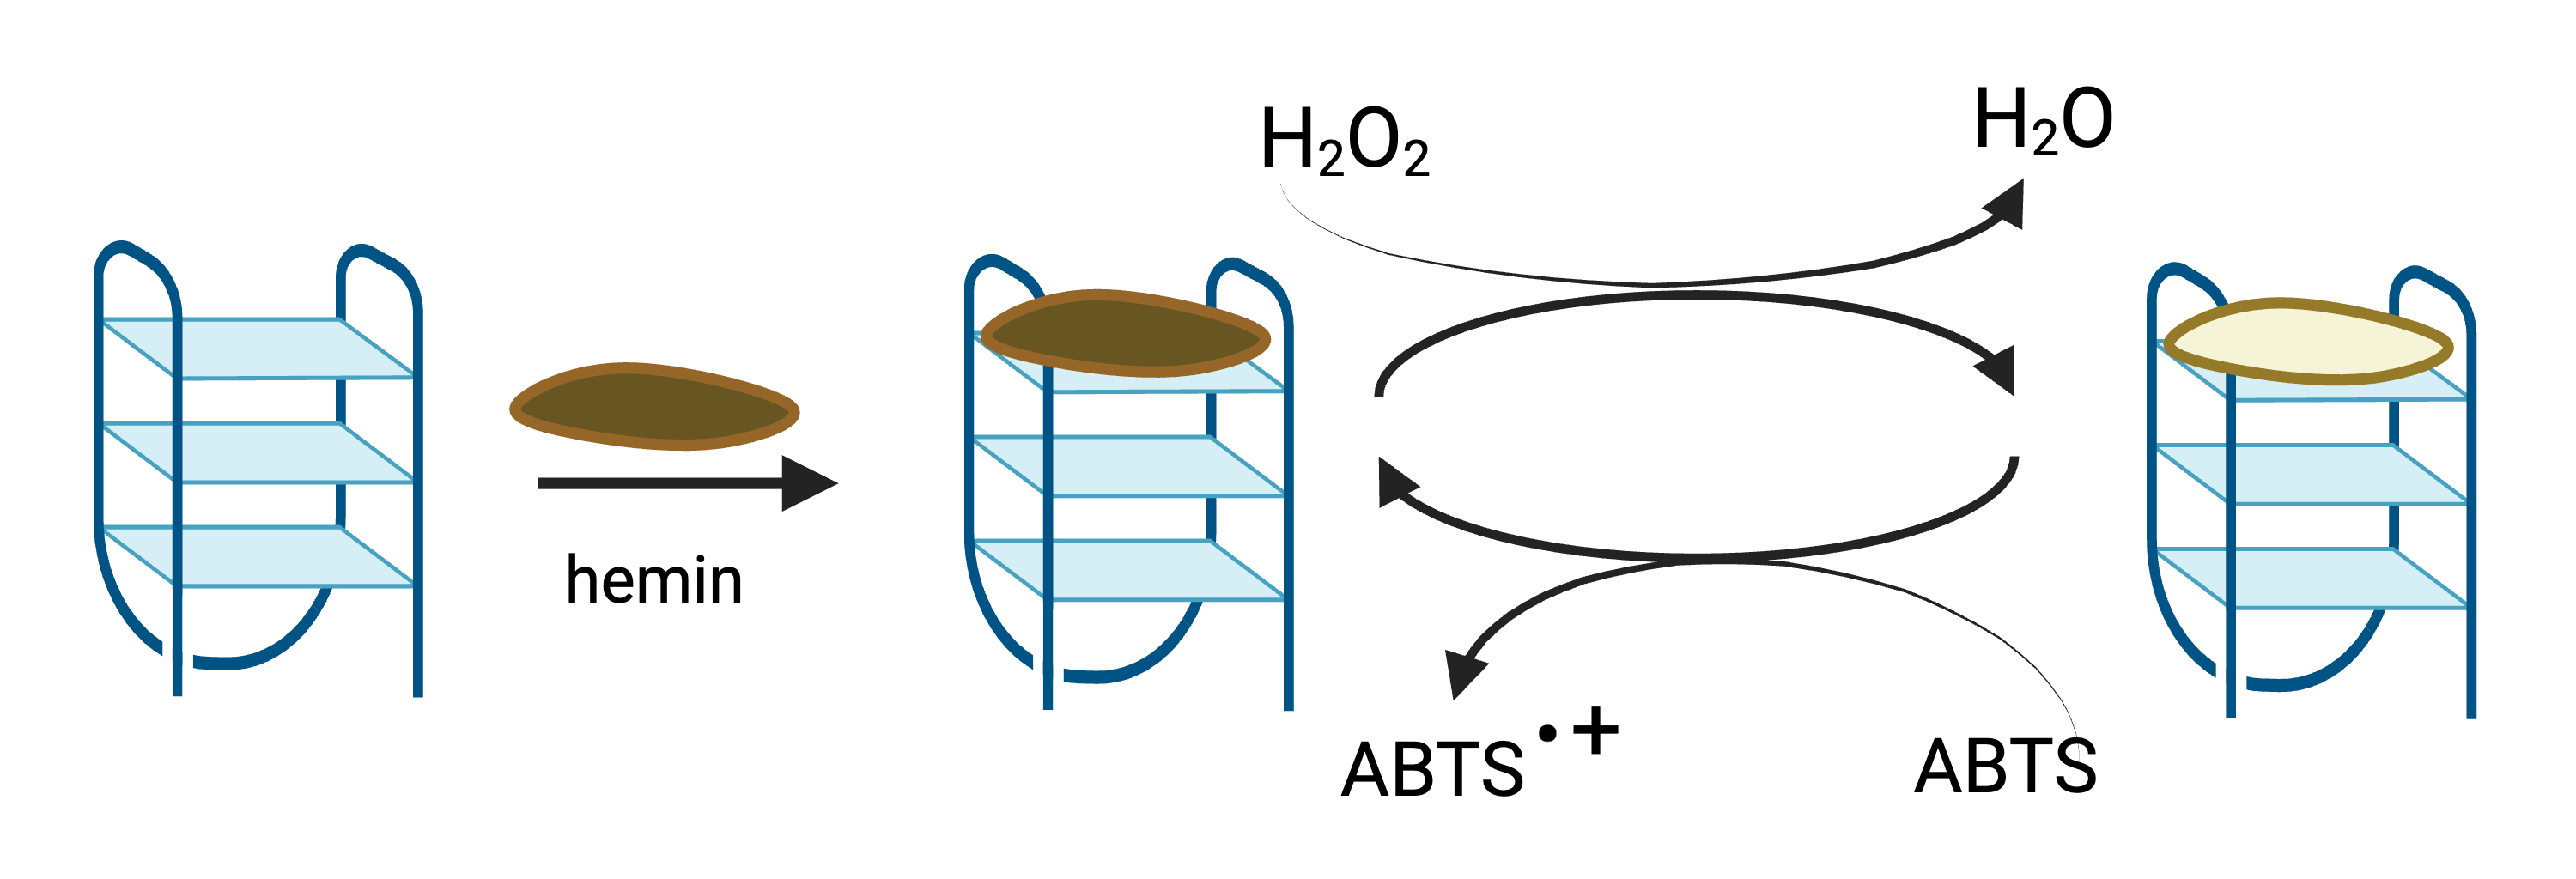 H₂O₂
H₂O
hemin
ABTS•+
ABTS